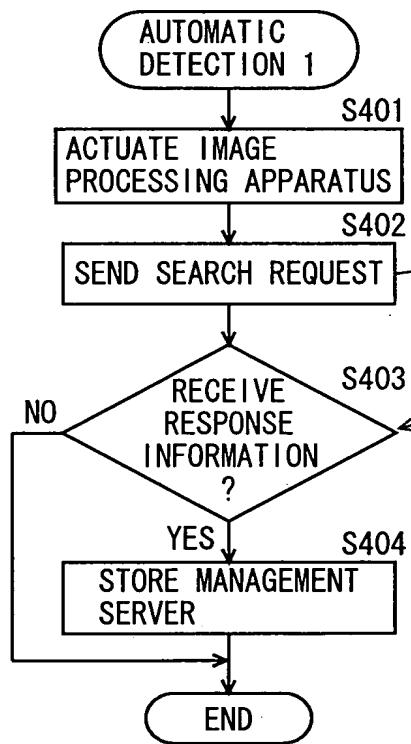 AUTOMATIC
DETECTION 1
S401
ACTUATE IMAGE
PROCESSING APPARATUS
S402
SEND SEARCH REQUEST
S403
RECEIVE
RESPONSE
INFORMATION
?
NO
YES
S404
STORE MANAGEMENT
SERVER
END